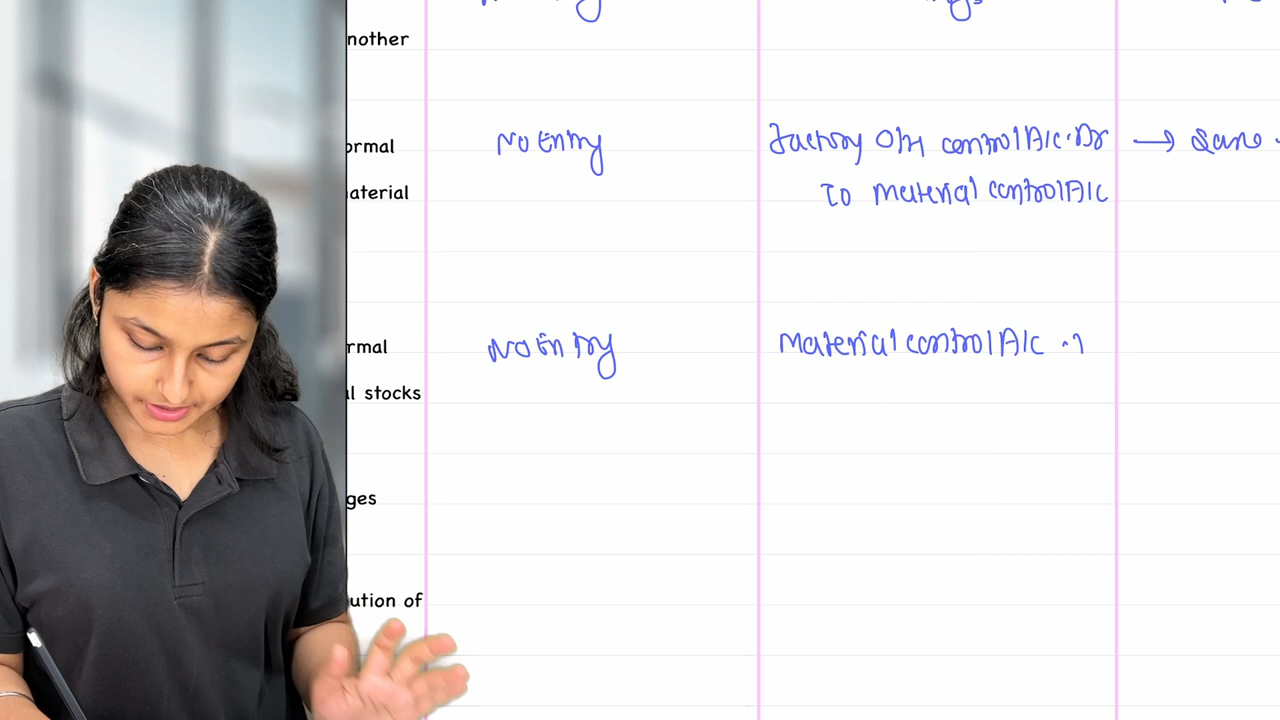 nother
ormal
No Entry
Factory O/H control A/c.Dr → Same
aterial
To material control A/c
rmal
No Entry
Material control A/c
l stocks
ges
ution of